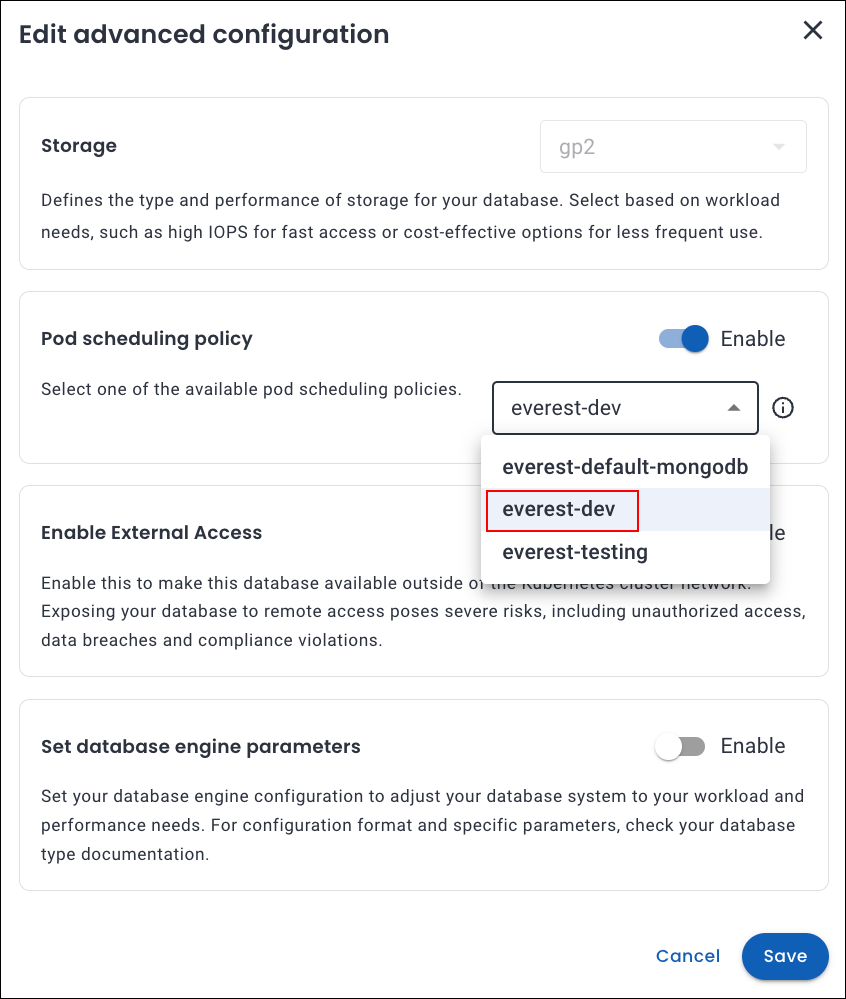 Edit advanced configuration
Storage
gp2
Defines the type and performance of storage for your database. Select based on workload
needs, such as high IOPS for fast access or cost-effective options for less frequent use.
Pod scheduling policy
Enable
Select one of the available pod scheduling policies.
everest-dev
everest-default-mongodb
everest-dev
everest-testing
Enable External Access
le
Enable this to make this database available outside of the Kubernetes cluster network.
Exposing your database to remote access poses severe risks, including unauthorized access,
data breaches and compliance violations.
Set database engine parameters
Enable
Set your database engine configuration to adjust your database system to your workload and
performance needs. For configuration format and specific parameters, check your database
type documentation.
Cancel
Save